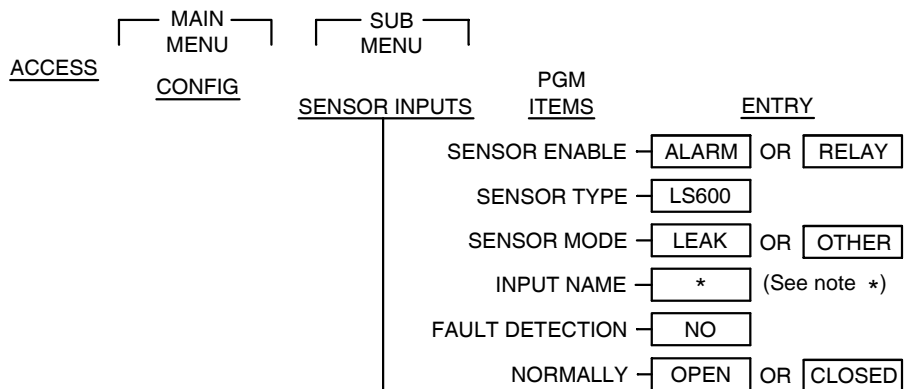 MAIN MENU
SUB MENU
ACCESS
CONFIG
SENSOR INPUTS
PGM ITEMS
ENTRY
SENSOR ENABLE ALARM OR RELAY
SENSOR TYPE LS600
SENSOR MODE LEAK OR OTHER
INPUT NAME * (See note *)
FAULT DETECTION NO
NORMALLY OPEN OR CLOSED